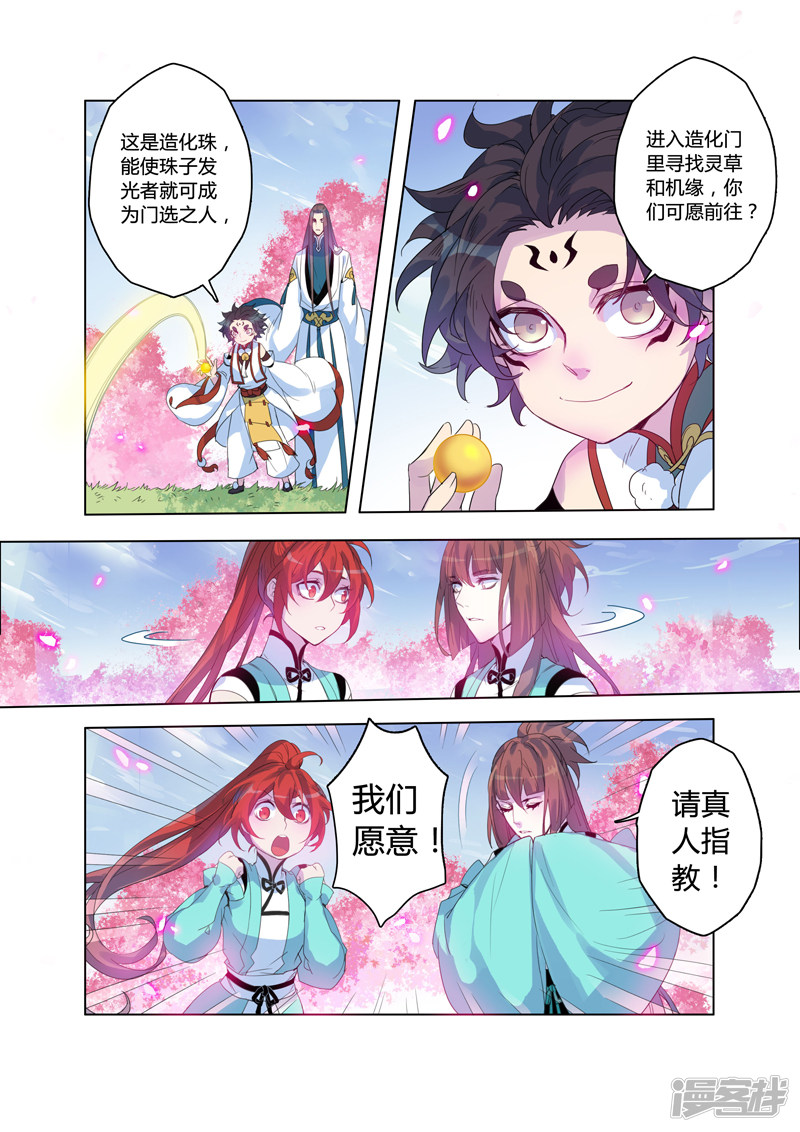 这是造化珠，
能使珠子发
光者就可成
为门选之人，
进入造化门
里寻找灵草
和机缘，你
们可愿前往？
我们
愿意！
请真
人指
教！
漫客栈